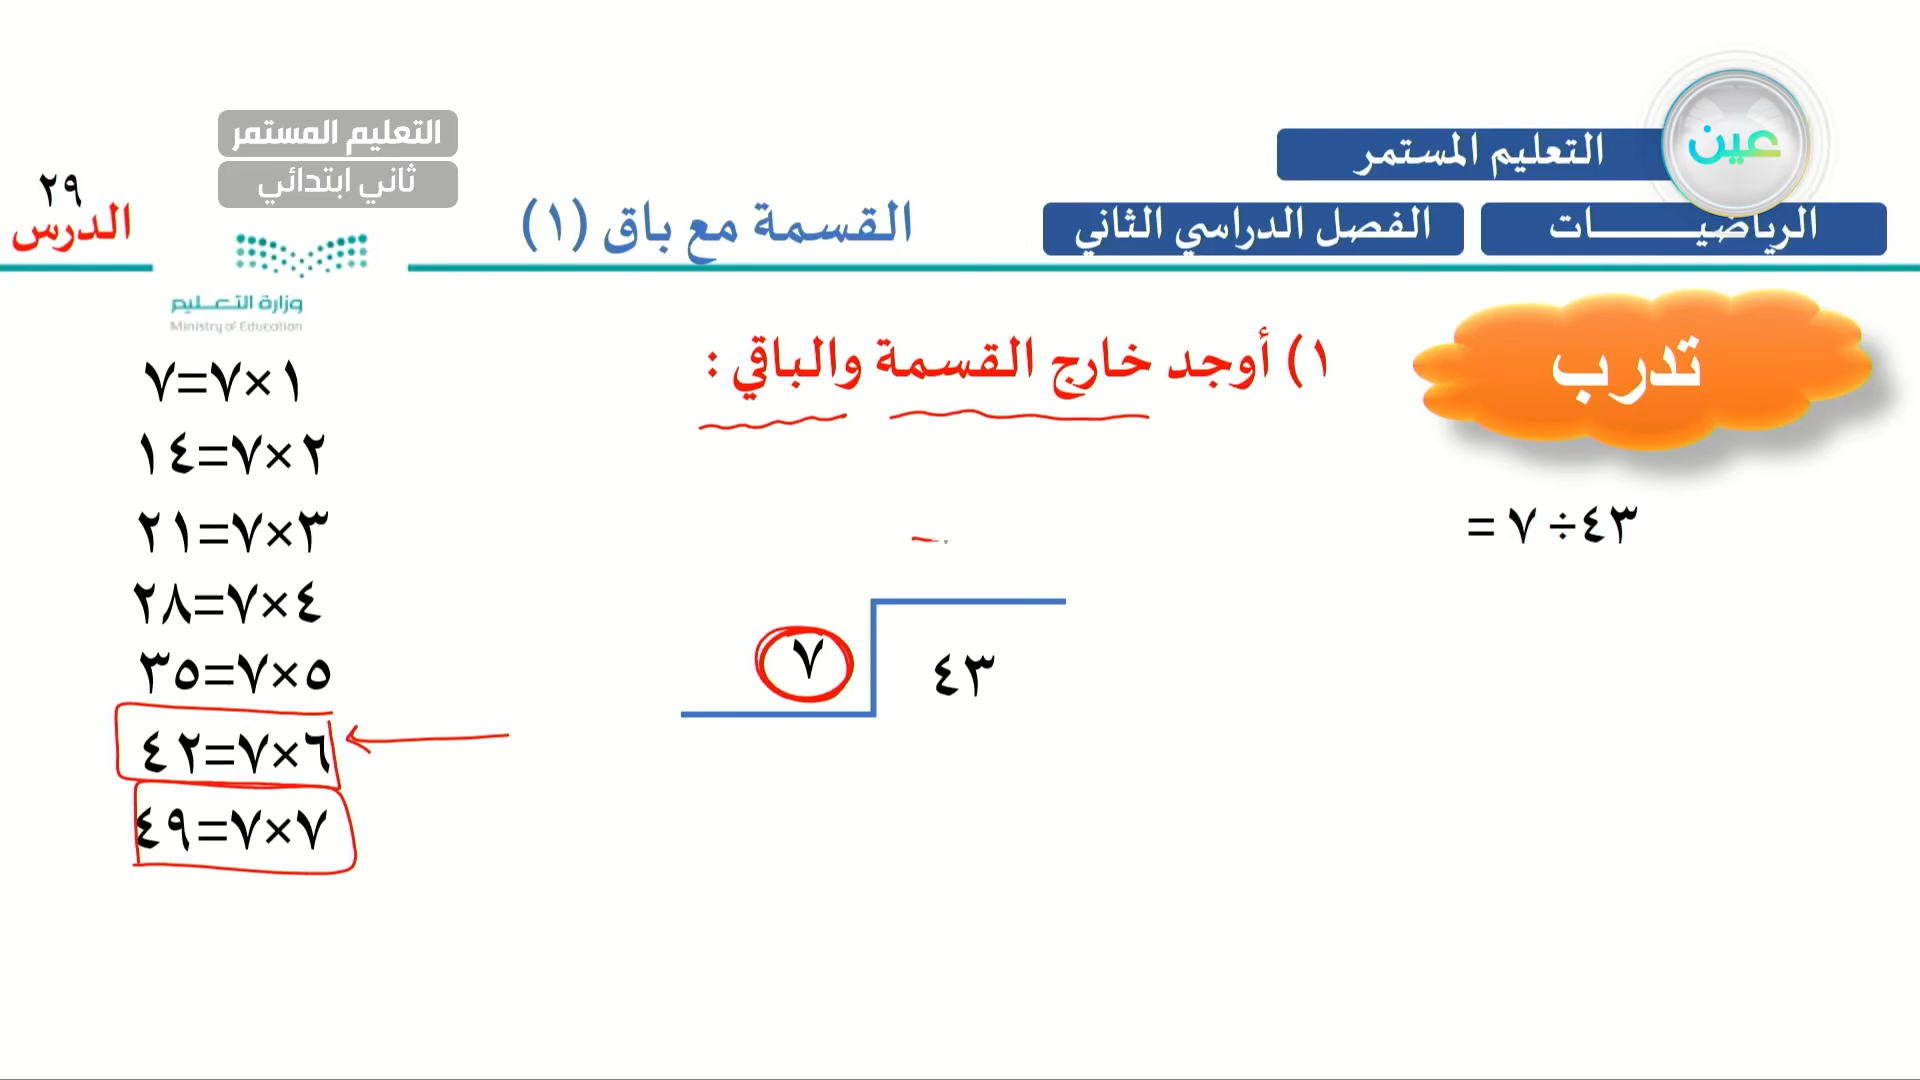 عين
التعليم المستمر
التعليم المستمر
ثاني ابتدائي
الرياضيـــــات
الفصل الدراسي الثاني
القسمة مع باق (١)
٢٩
الدرس
وزارة التعـــليم
Ministry of Education
تدرب
١) أوجد خارج القسمة والباقي :
٤٣÷ ٧ =
٧
٤٣
١×٧=٧
٢×٧=١٤
٣×٧=٢١
٤×٧=٢٨
٥×٧=٣٥
٦×٧=٤٢
٧×٧=٤٩